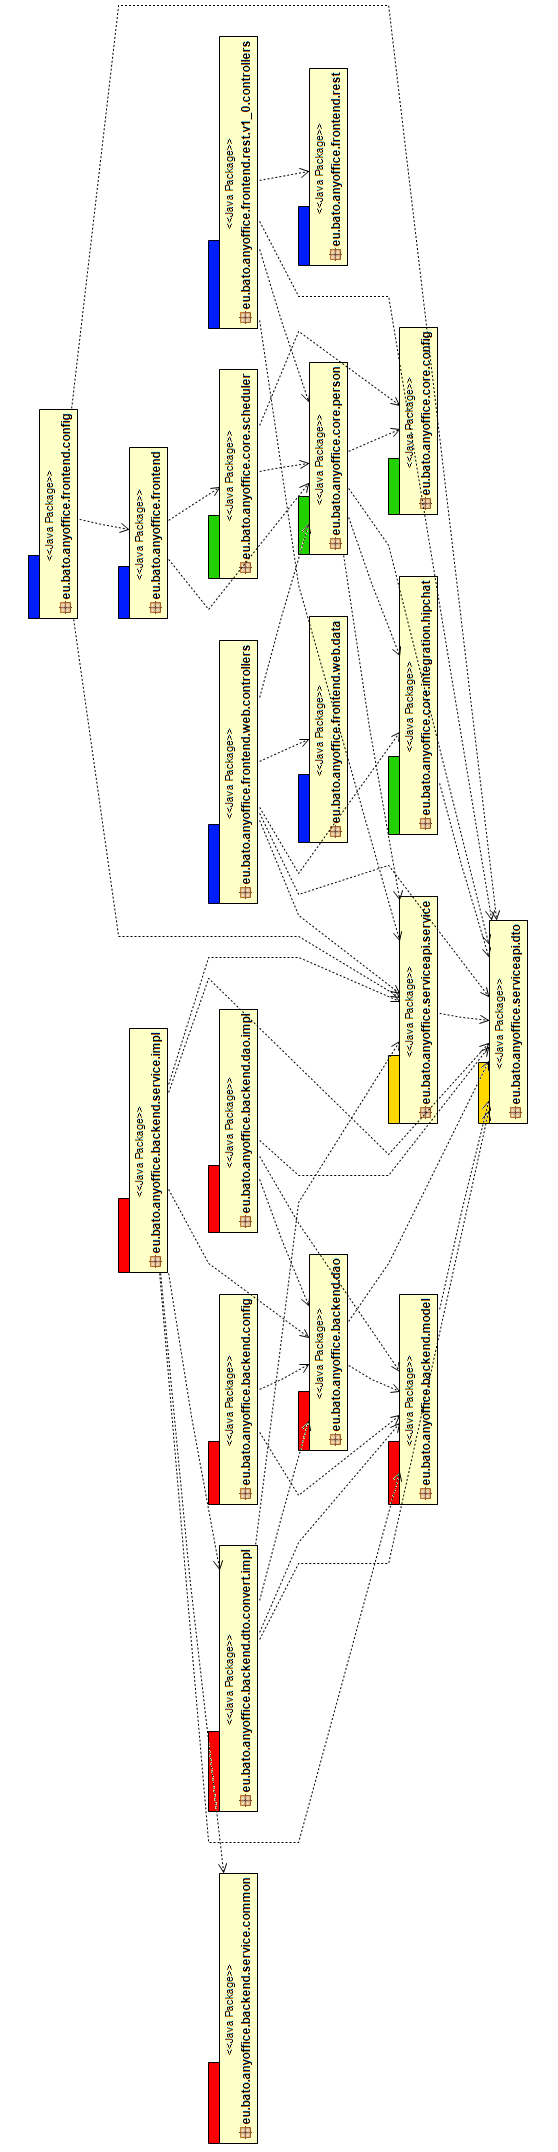 <<Java Package>>
eu.bato.anyoffice.frontend.config
<<Java Package>>
eu.bato.anyoffice.frontend
<<Java Package>>
eu.bato.anyoffice.backend.service.impl
<<Java Package>>
eu.bato.anyoffice.frontend.rest.v1_0.controllers
<<Java Package>>
eu.bato.anyoffice.core.scheduler
<<Java Package>>
eu.bato.anyoffice.frontend.web.controllers
<<Java Package>>
eu.bato.anyoffice.backend.dao.impl
<<Java Package>>
eu.bato.anyoffice.backend.config
<<Java Package>>
eu.bato.anyoffice.backend.dto.convert.impl
<<Java Package>>
eu.bato.anyoffice.backend.service.common
<<Java Package>>
eu.bato.anyoffice.frontend.rest
<<Java Package>>
eu.bato.anyoffice.core.person
<<Java Package>>
eu.bato.anyoffice.frontend.web.data
<<Java Package>>
eu.bato.anyoffice.backend.dao
<<Java Package>>
eu.bato.anyoffice.core.config
<<Java Package>>
eu.bato.anyoffice.core.integration.hipchat
<<Java Package>>
eu.bato.anyoffice.serviceapi.service
<<Java Package>>
eu.bato.anyoffice.backend.model
<<Java Package>>
eu.bato.anyoffice.serviceapi.dto